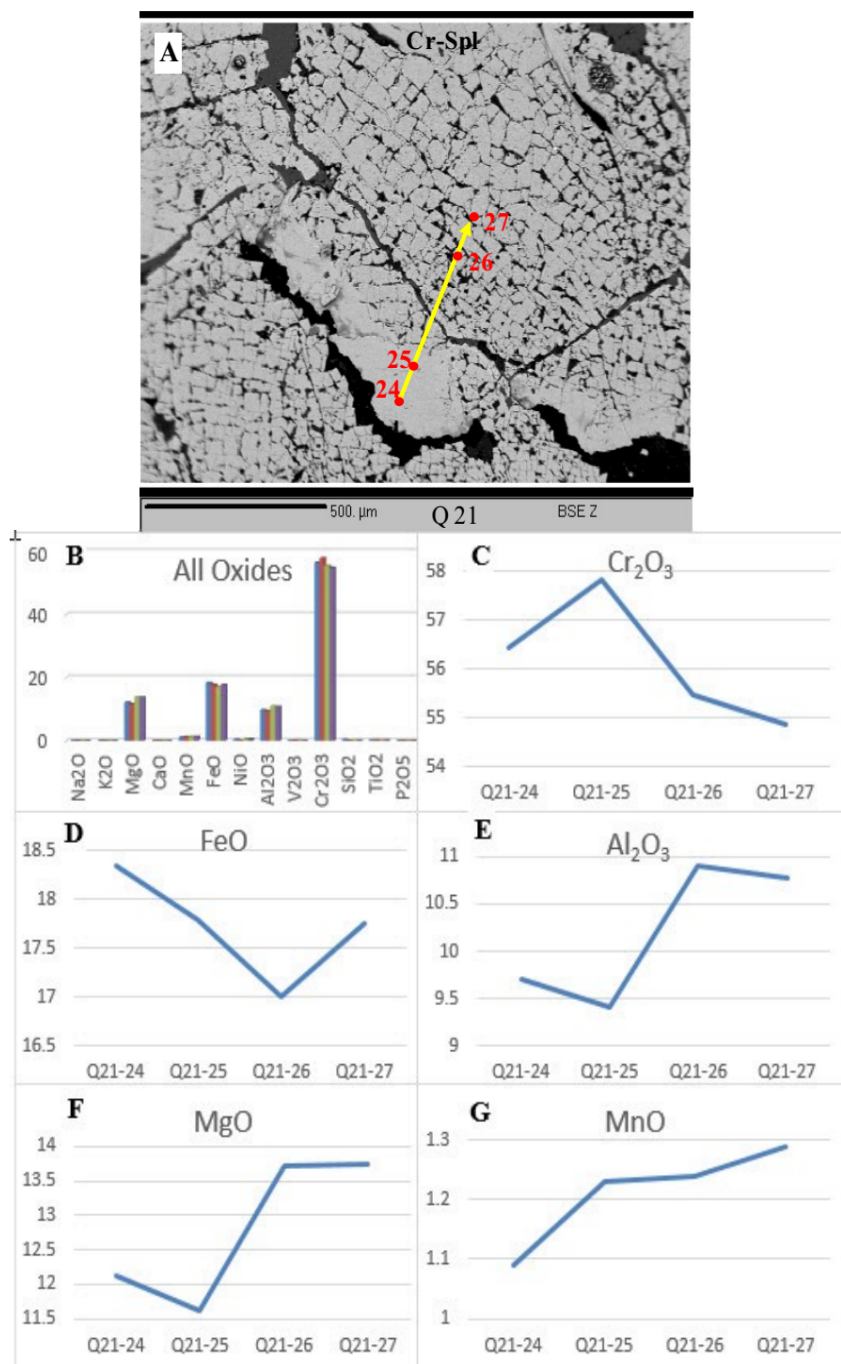 A
Cr-Spl
27
26
25
24
500. µm
Q 21
BSE Z
B
All Oxides
60
40
20
0
Na2O
K2O
MgO
CaO
MnO
FeO
NiO
Al2O3
V2O3
Cr2O3
SiO2
TiO2
P2O5
C
Cr₂O₃
58
57
56
55
54
Q21-24 Q21-25 Q21-26 Q21-27
D
FeO
18.5
18
17.5
17
16.5
Q21-24 Q21-25 Q21-26 Q21-27
E
Al₂O₃
11
10.5
10
9.5
9
Q21-24 Q21-25 Q21-26 Q21-27
F
MgO
14
13.5
13
12.5
12
11.5
Q21-24 Q21-25 Q21-26 Q21-27
G
MnO
1.3
1.2
1.1
1
Q21-24 Q21-25 Q21-26 Q21-27